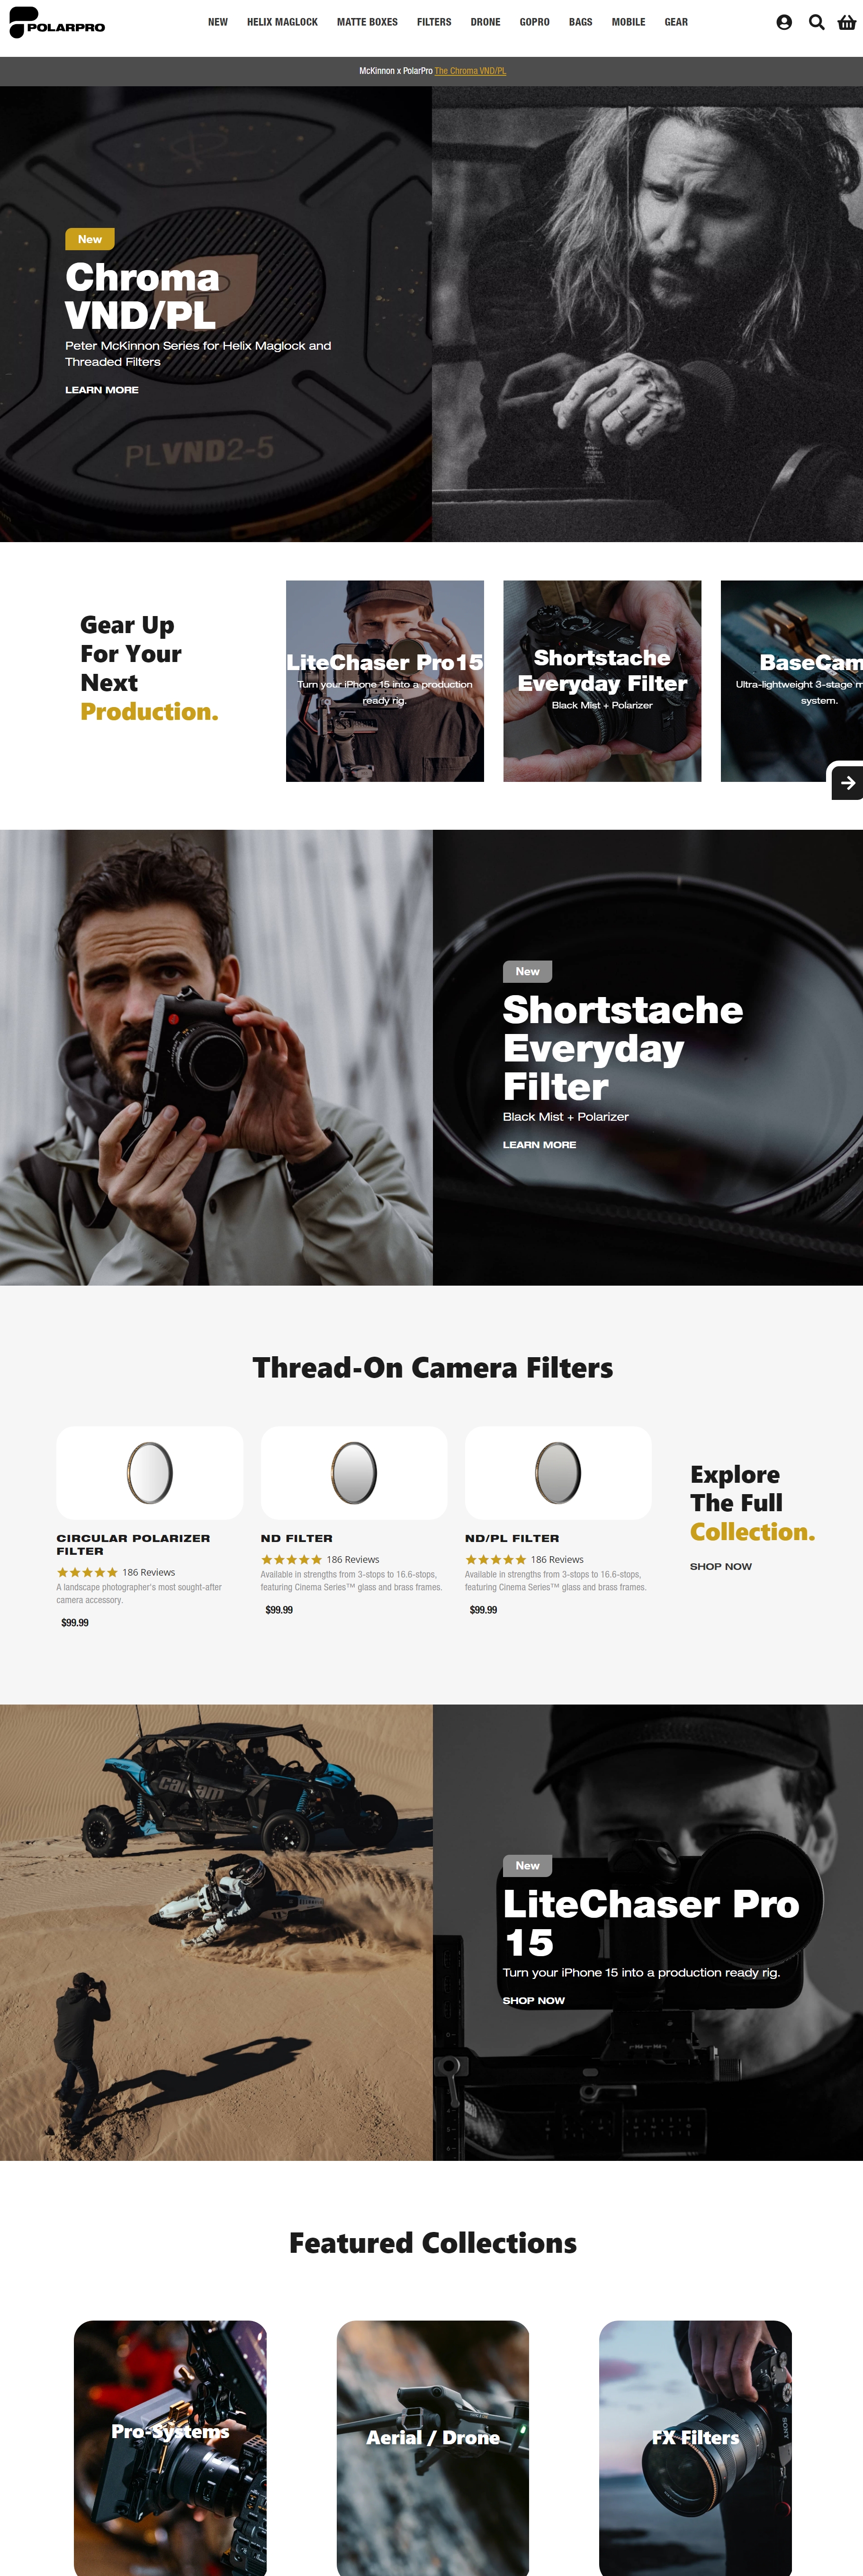 POLARPRO
NEW HELIX MAGLOCK MATTE BOXES FILTERS DRONE GOPRO BAGS MOBILE GEAR
McKinnon x PolarPro The Chroma VND/PL
New
Chroma
VND/PL
Peter McKinnon Series for Helix Maglock and
Threaded Filters
LEARN MORE
PLVND2-5
Gear Up
For Your
Next
Production.
LiteChaser Pro15
Turn your iPhone 15 into a production
ready rig.
Shortstache
Everyday Filter
Black Mist + Polarizer
BaseCam
Ultra-lightweight 3-stage m
system.
New
Shortstache
Everyday
Filter
Black Mist + Polarizer
LEARN MORE
Thread-On Camera Filters
CIRCULAR POLARIZER
FILTER
186 Reviews
A landscape photographer's most sought-after
camera accessory.
$99.99
ND FILTER
186 Reviews
Available in strengths from 3-stops to 16.6-stops,
featuring Cinema Series™ glass and brass frames.
$99.99
ND/PL FILTER
186 Reviews
Available in strengths from 3-stops to 16.6-stops,
featuring Cinema Series™ glass and brass frames.
$99.99
Explore
The Full
Collection.
SHOP NOW
can-am
New
LiteChaser Pro
15
Turn your iPhone 15 into a production ready rig.
SHOP NOW
Featured Collections
Pro-Systems
Aerial / Drone
FX Filters
SONY